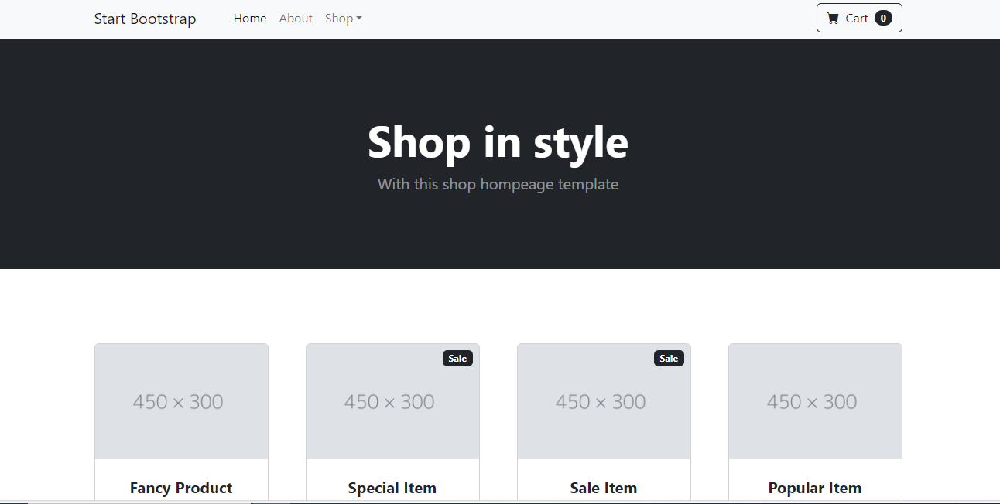 Start Bootstrap Home About Shop Cart 0
Shop in style
With this shop hompeage template
Sale Sale
450 × 300 450 × 300 450 × 300 450 × 300
Fancy Product Special Item Sale Item Popular Item